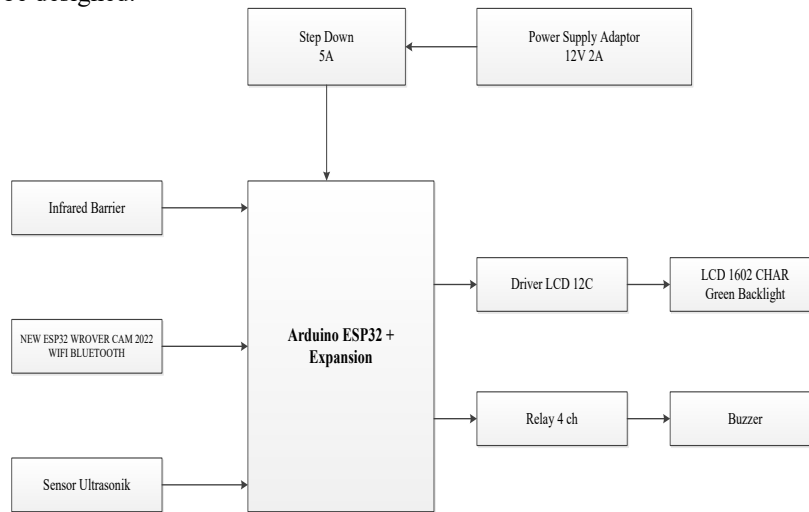 designed.
Step Down
5A
Power Supply Adaptor
12V 2A
Infrared Barrier
NEW ESP32 WROVER CAM 2022
WIFI BLUETOOTH
Sensor Ultrasonik
Arduino ESP32 +
Expansion
Driver LCD 12C
LCD 1602 CHAR
Green Backlight
Relay 4 ch
Buzzer